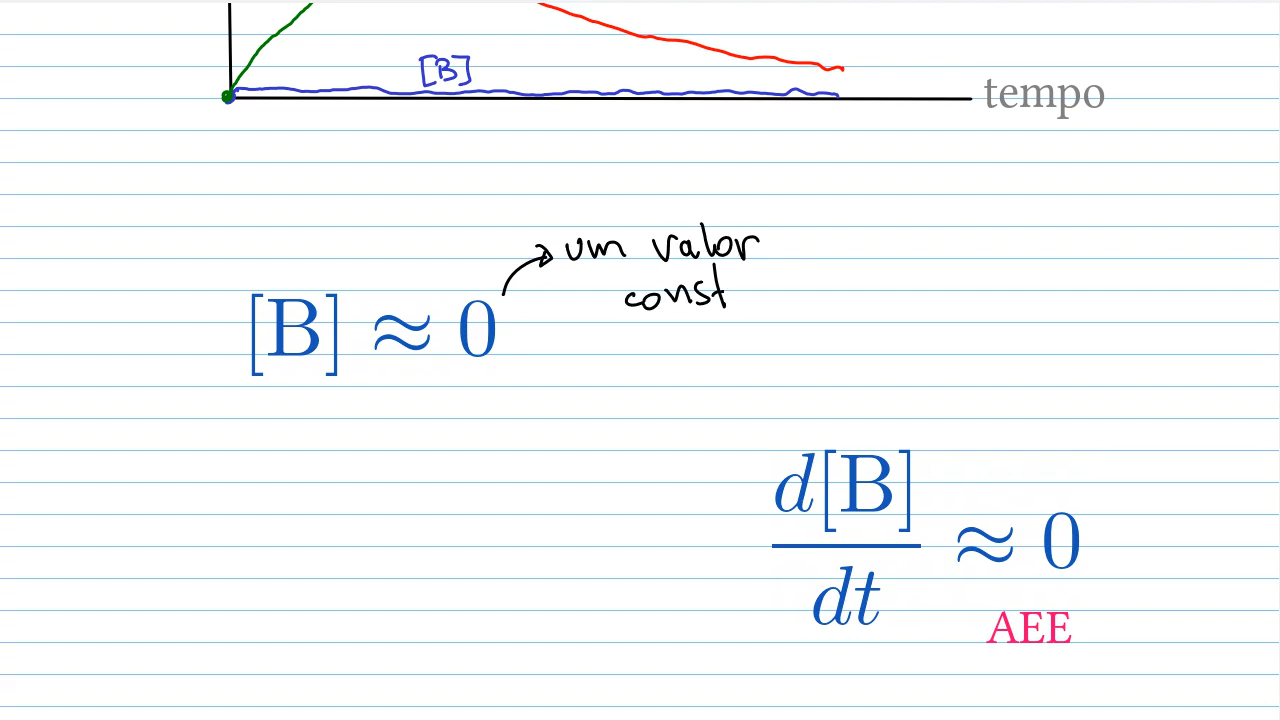 [B]
tempo
um valor
const
[B] ≈ 0
d[B]
dt
≈ 0
AEE